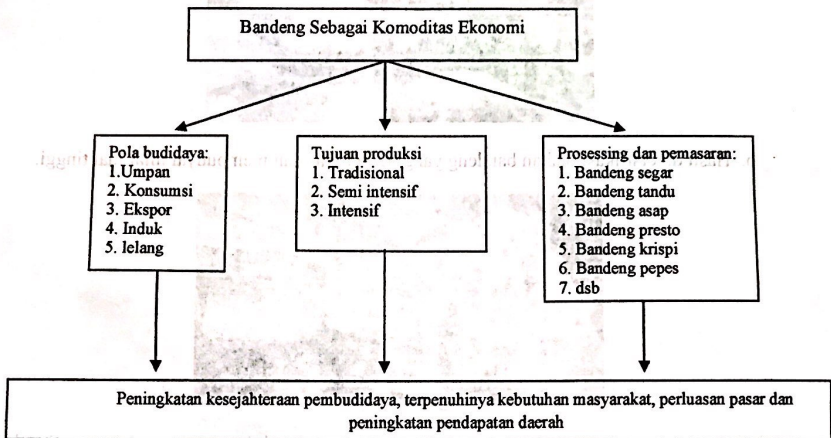 Bandeng Sebagai Komoditas Ekonomi
Pola budidaya:
1.Umpan
2. Konsumsi
3. Ekspor
4. Induk
5. lelang
Tujuan produksi
1. Tradisional
2. Semi intensif
3. Intensif
Prosessing dan pemasaran:
1. Bandeng segar
2. Bandeng tandu
3. Bandeng asap
4. Bandeng presto
5. Bandeng krispi
6. Bandeng pepes
7. dsb
Peningkatan kesejahteraan pembudidaya, terpenuhinya kebutuhan masyarakat, perluasan pasar dan
peningkatan pendapatan daerah